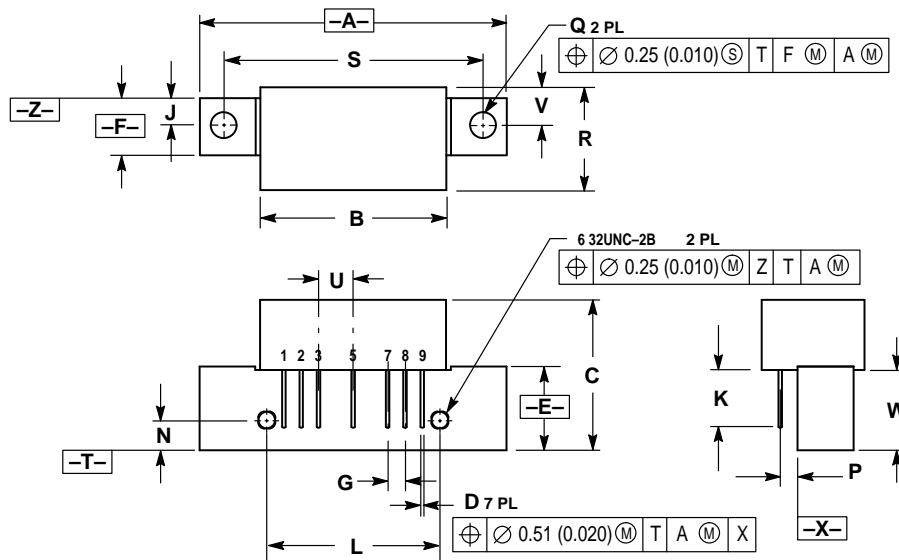 –A–
Q 2 PL
⌖ ∅ 0.25 (0.010) Ⓢ T F Ⓜ A Ⓜ
S
–Z–
J
V
–F–
R
B
6 32UNC–2B 2 PL
⌖ ∅ 0.25 (0.010) Ⓜ Z T A Ⓜ
U
1 2 3 5 7 8 9
C
K
W
–E–
N
–T–
P
G
D 7 PL
–X–
L
⌖ ∅ 0.51 (0.020) Ⓜ T A Ⓜ X